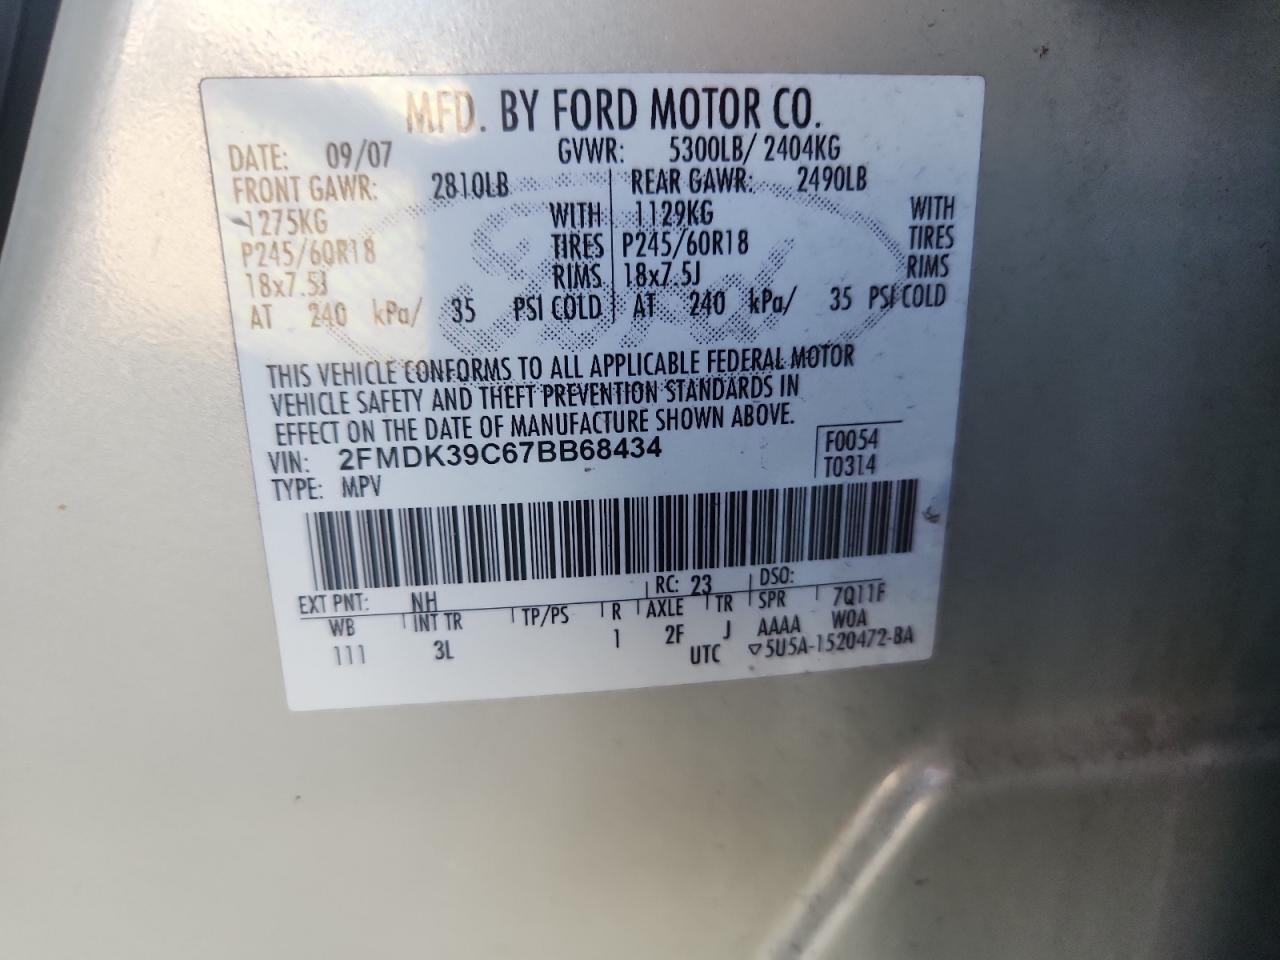 MFD. BY FORD MOTOR CO.
DATE: 09/07 GVWR: 5300LB/ 2404KG
FRONT GAWR: 2810LB REAR GAWR: 2490LB
1275KG WITH 1129KG WITH
P245/60R18 TIRES P245/60R18 TIRES
18x7.5J RIMS 18x7.5J RIMS
AT 240 kPa/ 35 PSI COLD AT 240 kPa/ 35 PSI COLD
THIS VEHICLE CONFORMS TO ALL APPLICABLE FEDERAL MOTOR
VEHICLE SAFETY AND THEFT PREVENTION STANDARDS IN
EFFECT ON THE DATE OF MANUFACTURE SHOWN ABOVE.
VIN: 2FMDK39C67BB68434 F0054
TYPE: MPV T0314
EXT PNT: NH RC: 23 DSO:
WB INT TR TP/PS R AXLE TR SPR 7Q11F
111 3L 1 2F J AAAA W0A
UTC ▽5U5A-1520472-BA